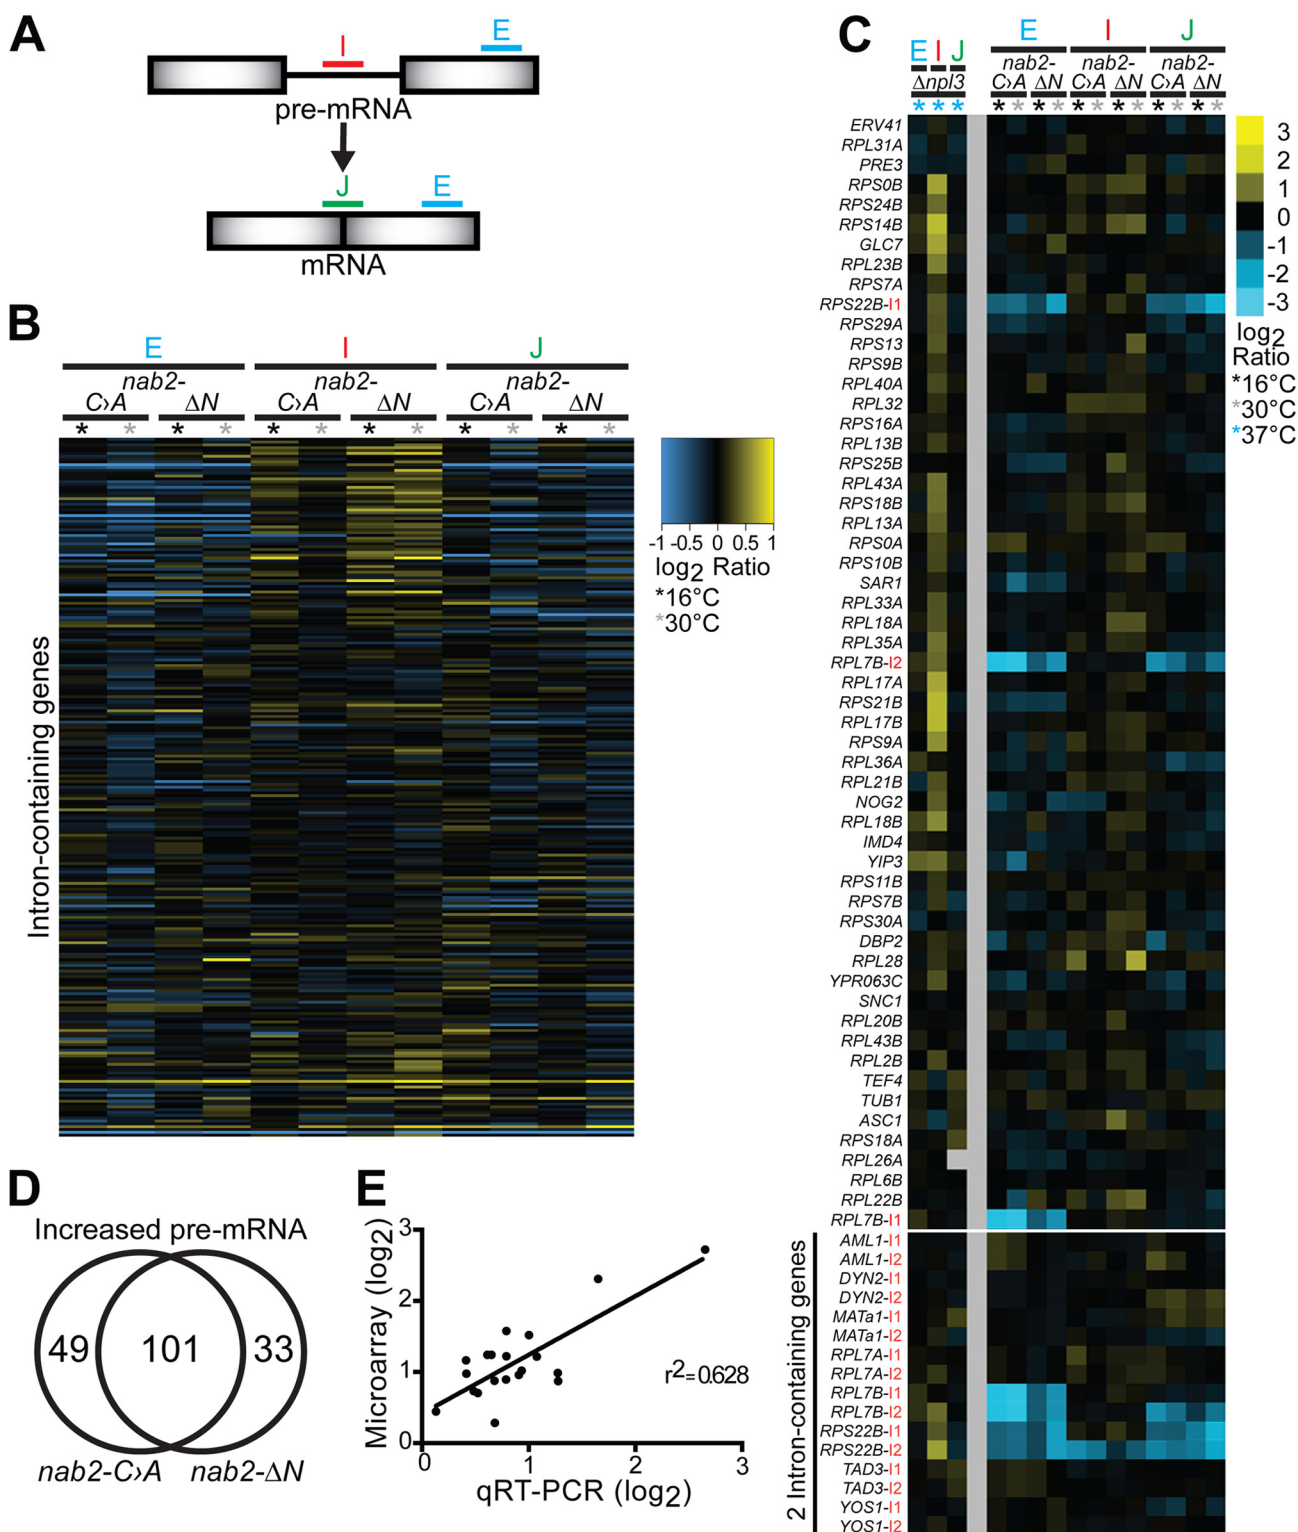 A
I
E
pre-mRNA
J
E
mRNA
B
E I J
nab2- nab2- nab2-
C›A ΔN C›A ΔN C›A ΔN
* * * * * * * * * * * *
Intron-containing genes
-1 -0.5 0 0.5 1
log2 Ratio
*16°C
*30°C
C
E I J
E I J
nab2- nab2- nab2-
Δnpl3
C›A ΔN C›A ΔN C›A ΔN
* * *
* * * * * * * * * * * *
ERV41
RPL31A
PRE3
RPS0B
RPS24B
RPS14B
GLC7
RPL23B
RPS7A
RPS22B-I1
RPS29A
RPS13
RPS9B
RPL40A
RPL32
RPS16A
RPL13B
RPS25B
RPL43A
RPS18B
RPL13A
RPS0A
RPS10B
SAR1
RPL33A
RPL18A
RPL35A
RPL7B-I2
RPL17A
RPS21B
RPL17B
RPS9A
RPL36A
RPL21B
NOG2
RPL18B
IMD4
YIP3
RPS11B
RPS7B
RPS30A
DBP2
RPL28
YPR063C
SNC1
RPL20B
RPL43B
RPL2B
TEF4
TUB1
ASC1
RPS18A
RPL26A
RPL6B
RPL22B
RPL7B-I1
2 Intron-containing genes
AML1-I1
AML1-I2
DYN2-I1
DYN2-I2
MATa1-I1
MATa1-I2
RPL7A-I1
RPL7A-I2
RPL7B-I1
RPL7B-I2
RPS22B-I1
RPS22B-I2
TAD3-I1
TAD3-I2
YOS1-I1
YOS1-I2
3
2
1
0
-1
-2
-3
log2
Ratio
*16°C
*30°C
*37°C
D
Increased pre-mRNA
49 101 33
nab2-C›A nab2-ΔN
E
Microarray (log2)
3
2
1
0
r2=0.628
0 1 2 3
qRT-PCR (log2)